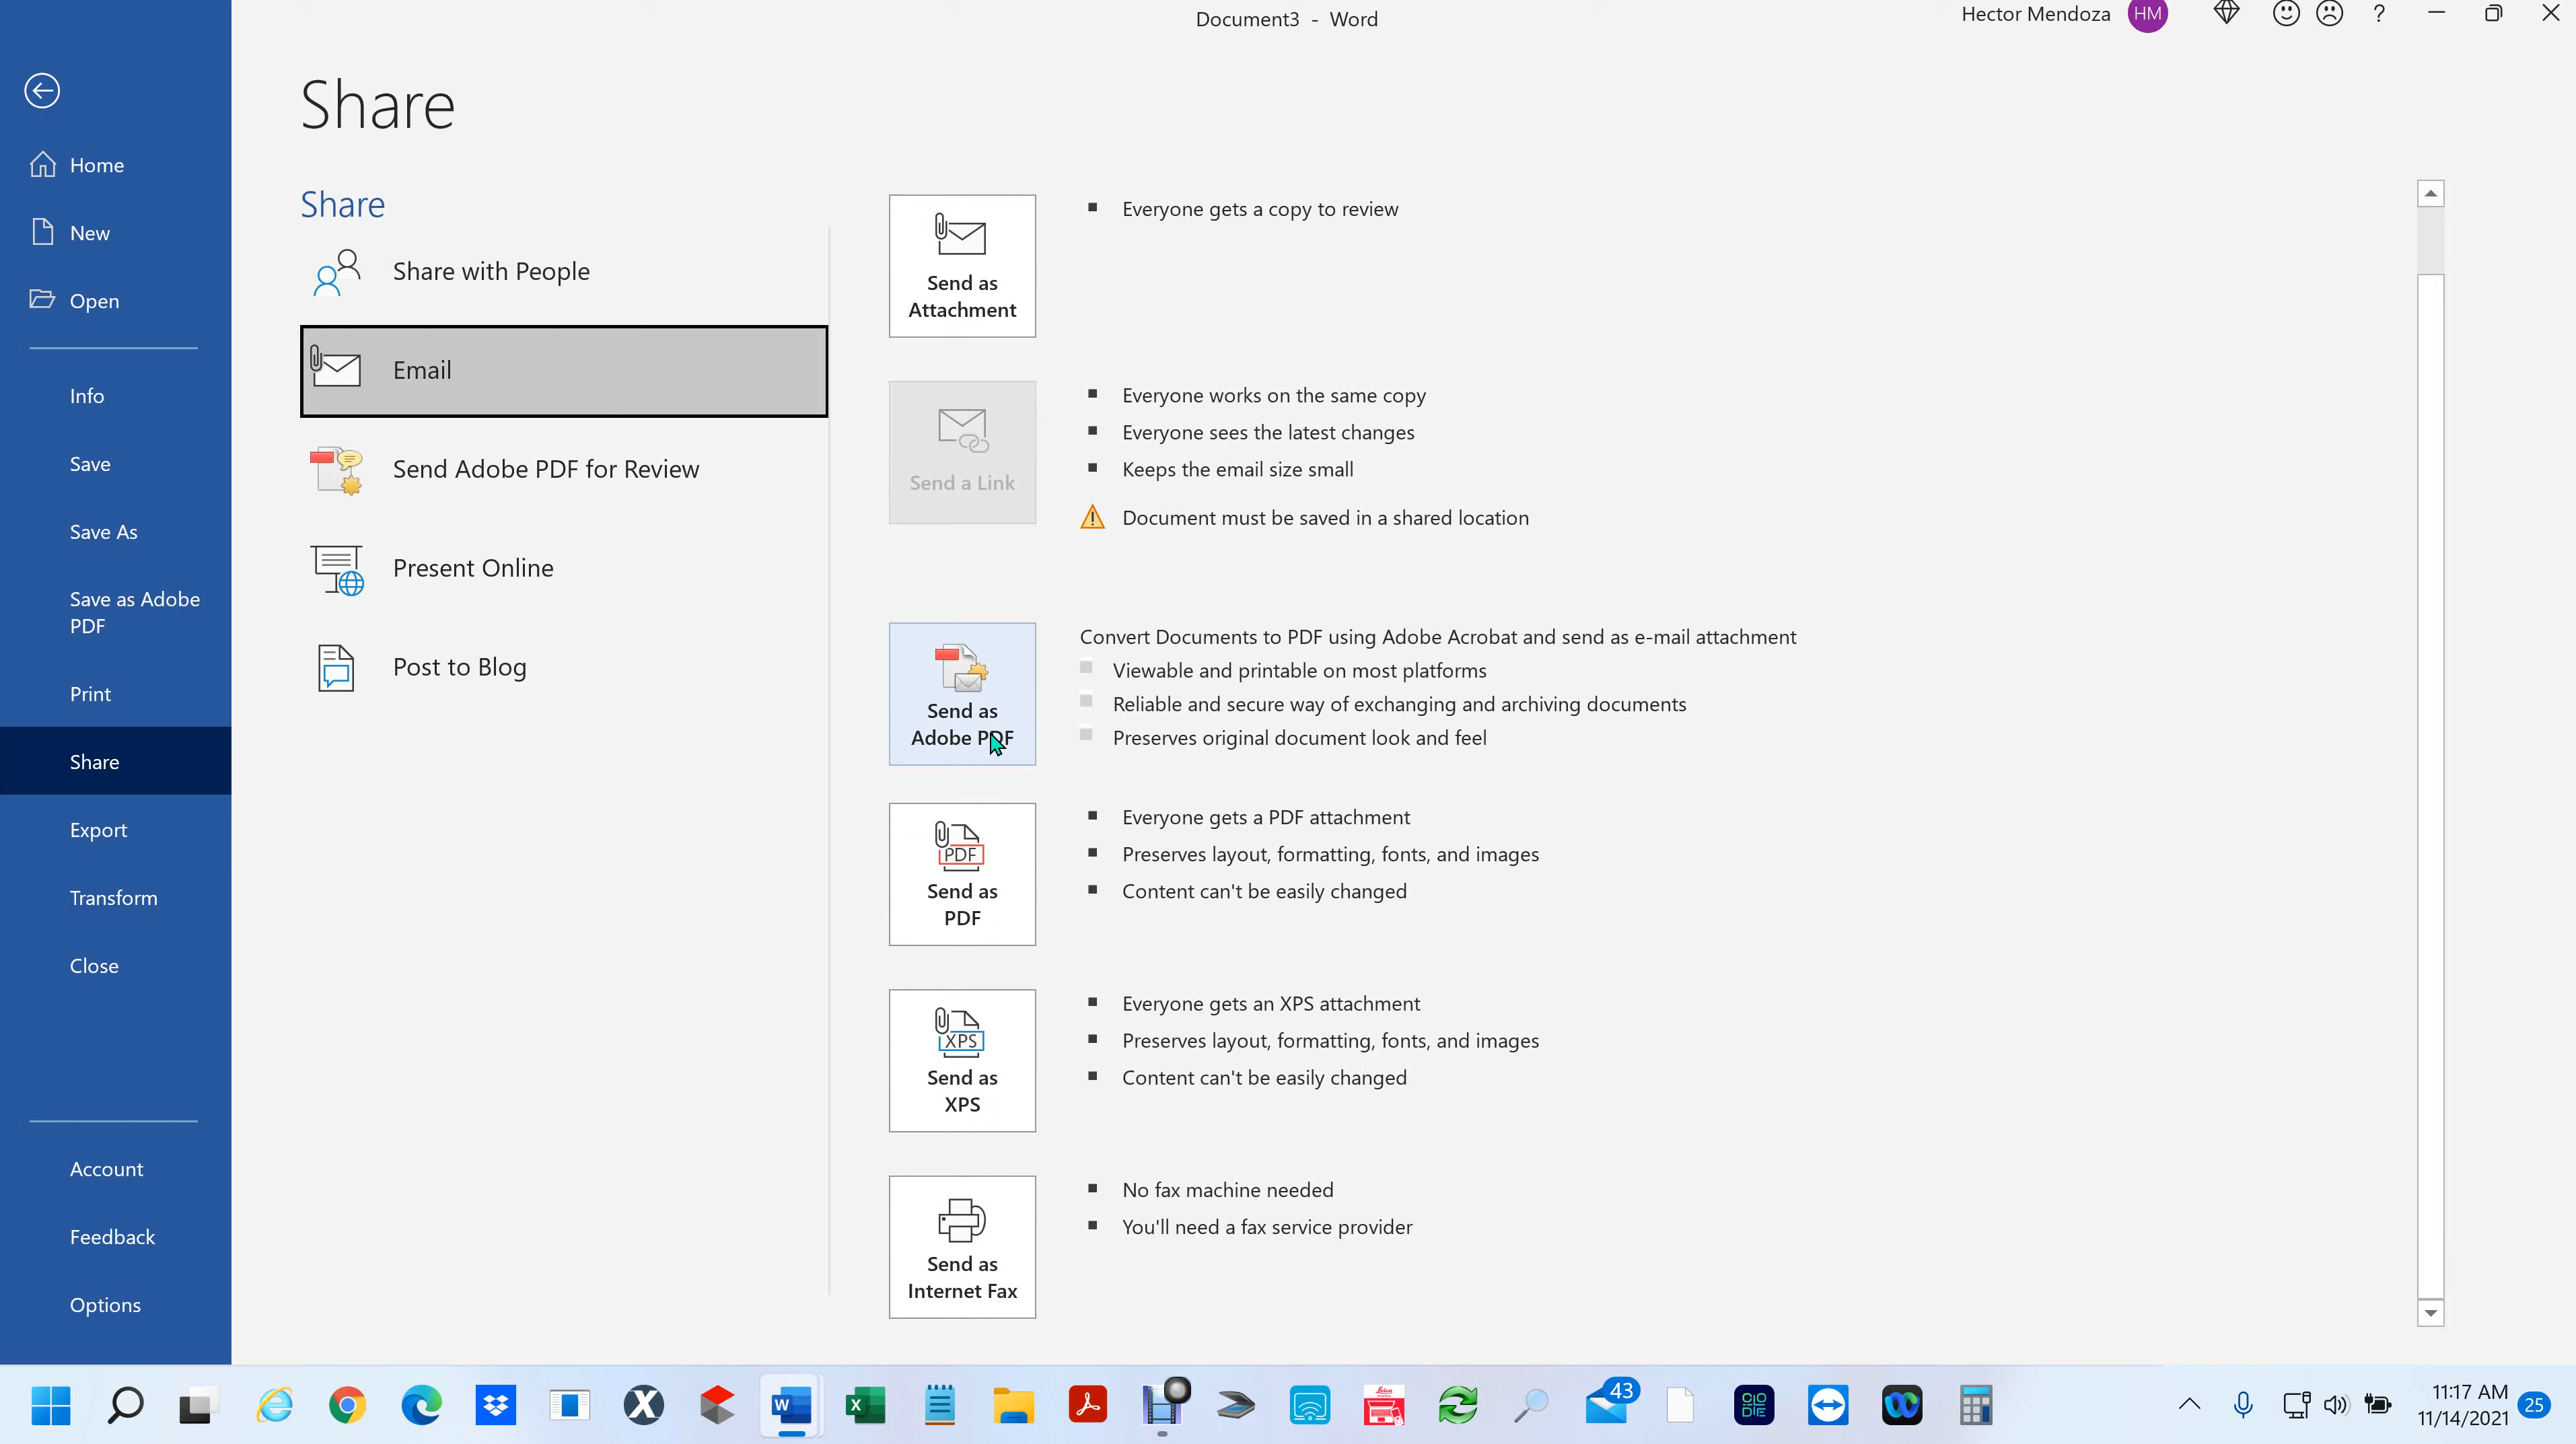 Document3 - Word
Hector Mendoza HM
?
Home
New
Open
Info
Save
Save As
Save as Adobe
PDF
Print
Share
Export
Transform
Close
Account
Feedback
Options
Share
Share
Share with People
Email
Send Adobe PDF for Review
Present Online
Post to Blog
Send as
Attachment
Everyone gets a copy to review
Send a Link
Everyone works on the same copy
Everyone sees the latest changes
Keeps the email size small
Document must be saved in a shared location
Send as
Adobe PDF
Convert Documents to PDF using Adobe Acrobat and send as e-mail attachment
Viewable and printable on most platforms
Reliable and secure way of exchanging and archiving documents
Preserves original document look and feel
PDF
Send as
PDF
Everyone gets a PDF attachment
Preserves layout, formatting, fonts, and images
Content can't be easily changed
XPS
Send as
XPS
Everyone gets an XPS attachment
Preserves layout, formatting, fonts, and images
Content can't be easily changed
Send as
Internet Fax
No fax machine needed
You'll need a fax service provider
X
W
X
Leica
43
CODE
11:17 AM
11/14/2021
25